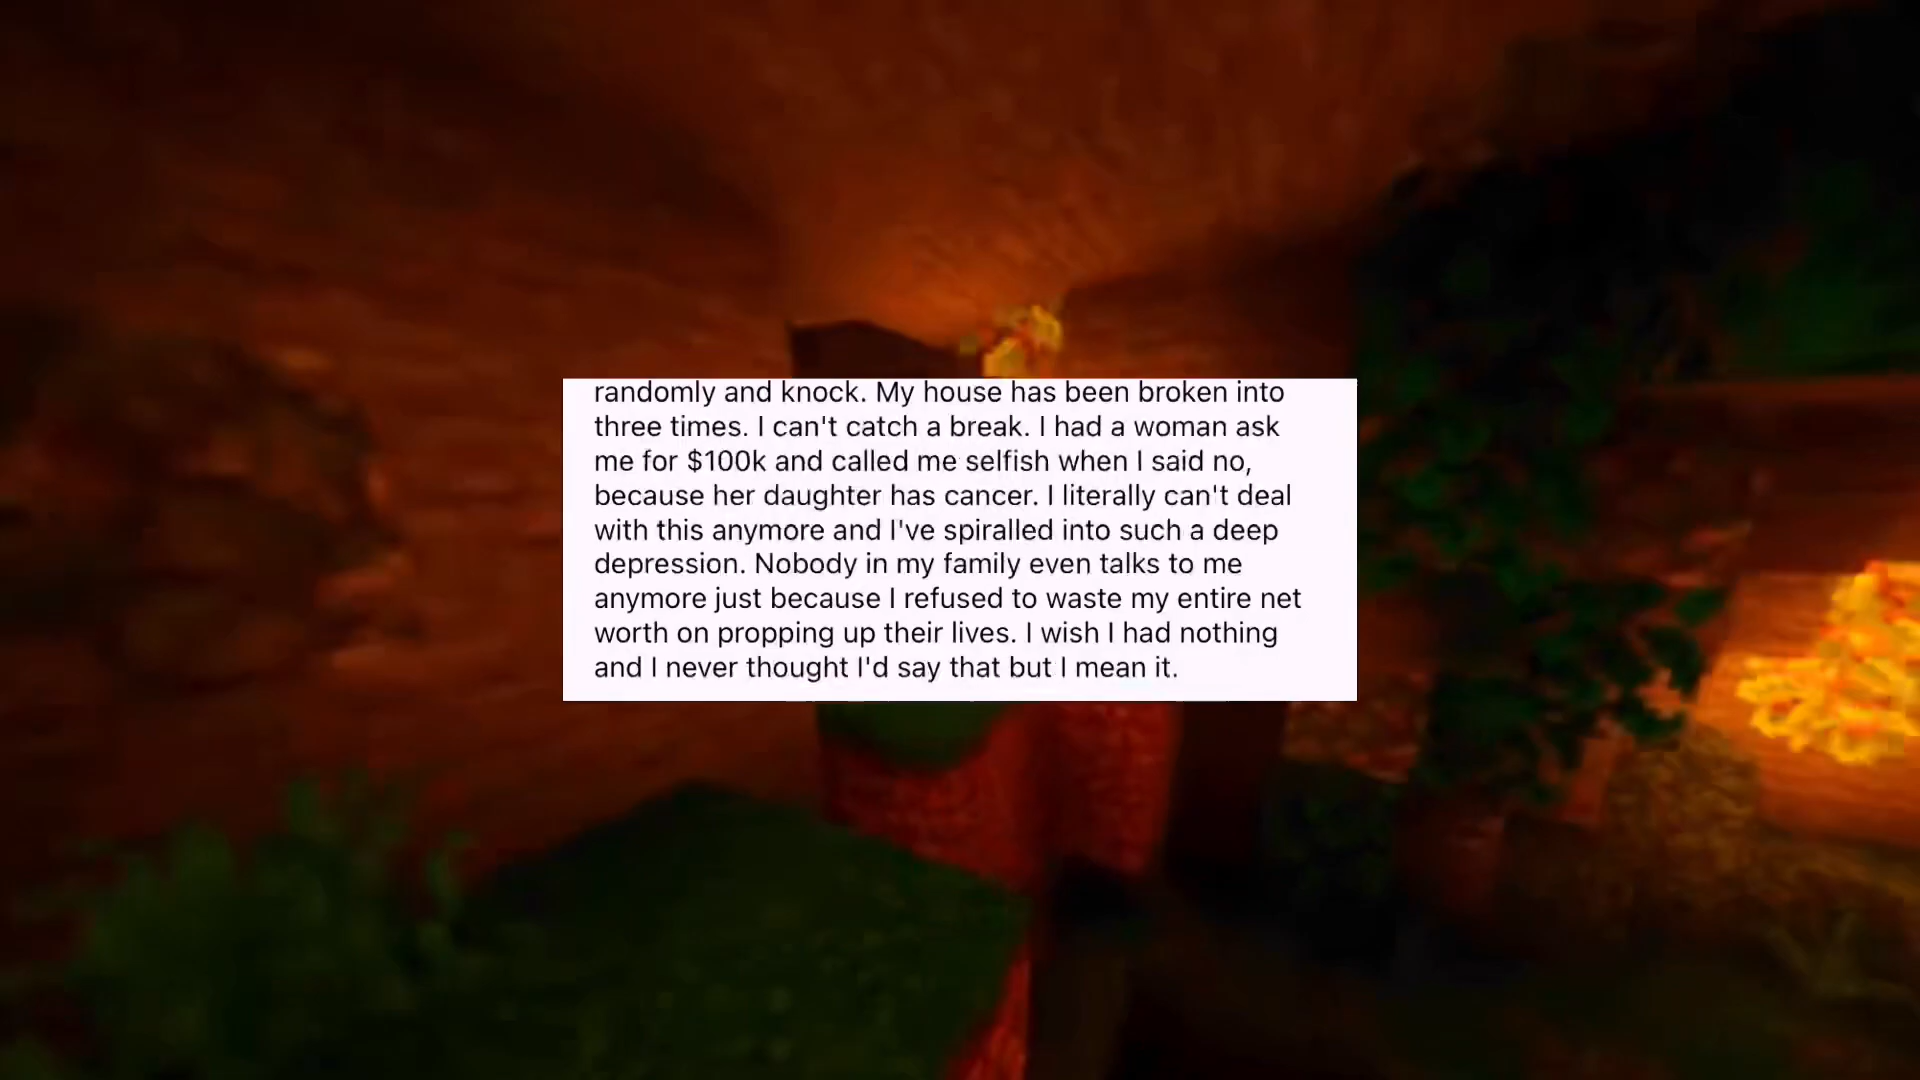 randomly and knock. My house has been broken into
three times. I can't catch a break. I had a woman ask
me for $100k and called me selfish when I said no,
because her daughter has cancer. I literally can't deal
with this anymore and I've spiralled into such a deep
depression. Nobody in my family even talks to me
anymore just because I refused to waste my entire net
worth on propping up their lives. I wish I had nothing
and I never thought I'd say that but I mean it.